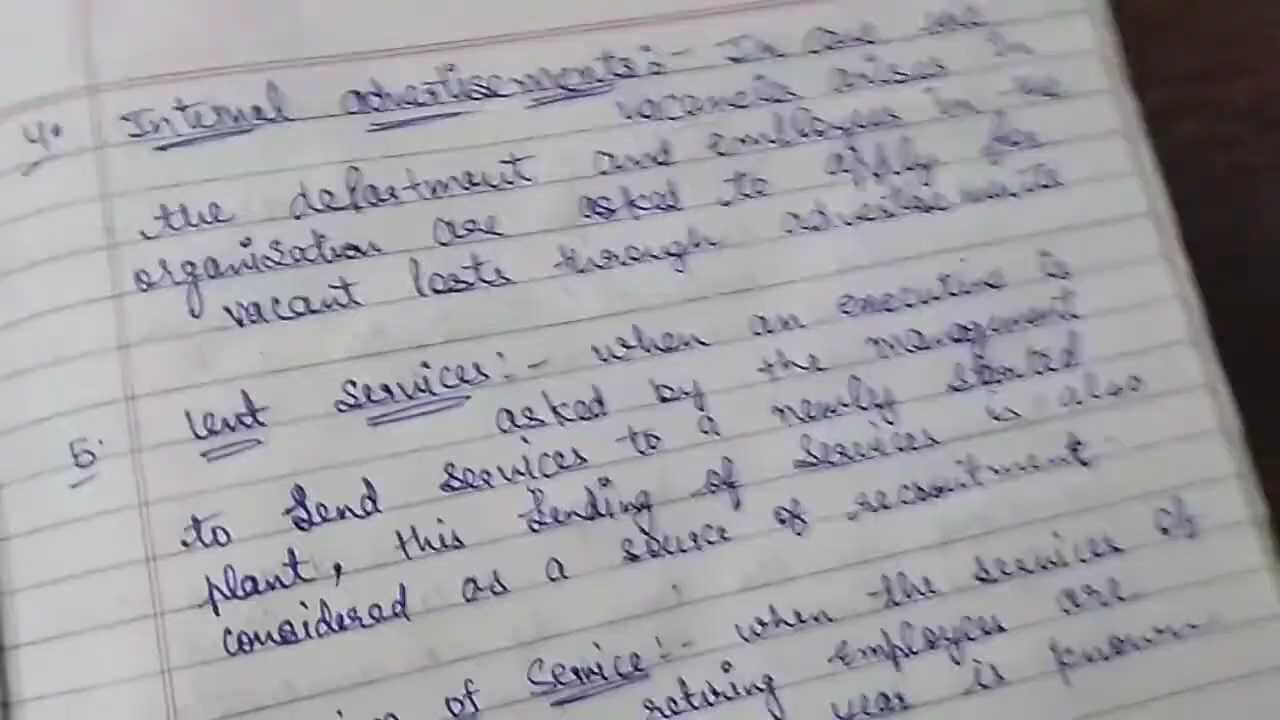 4. Internal advertisements:- In
vacancies arises in
the department and employees in the
organisation are asked to apply for
vacant posts through advertisements
5. Lent services:- when an executive is
asked by the management
to lend services to a newly started
plant, this lending of services is also
considered as a source of recruitment
of service:- when the services of
retiring employees are
year is